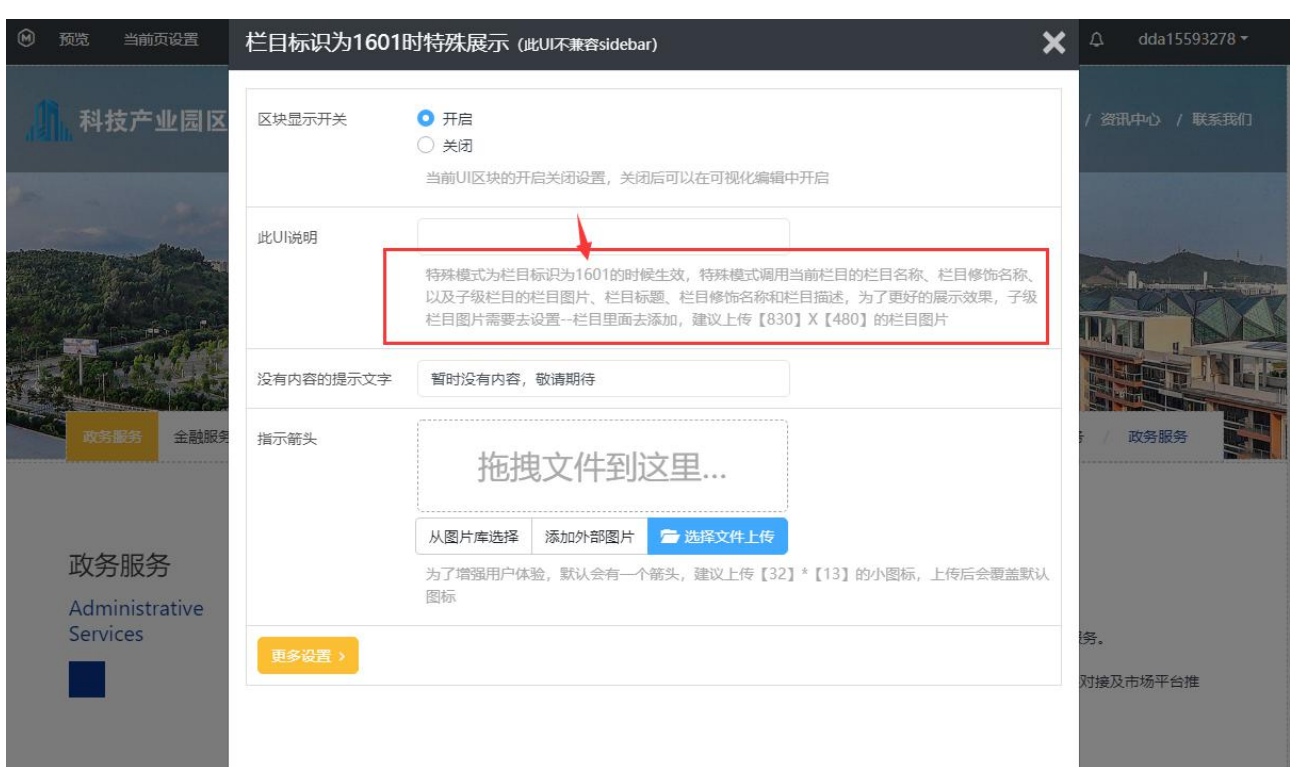 预览 当前页设置
栏目标识为1601时特殊展示 (此UI不兼容sidebar)
dda15593278
科技产业园区
/ 资讯中心 / 联系我们
区块显示开关
开启
关闭
当前UI区块的开启关闭设置，关闭后可以在可视化编辑中开启
此UI说明
特殊模式为栏目标识为1601的时候生效，特殊模式调用当前栏目的栏目名称、栏目修饰名称、
以及子级栏目的栏目图片、栏目标题、栏目修饰名称和栏目描述，为了更好的展示效果，子级
栏目图片需要去设置--栏目里面去添加，建议上传【830】X【480】的栏目图片
没有内容的提示文字
暂时没有内容，敬请期待
政务服务 金融服务
/ 政务服务
指示箭头
拖拽文件到这里...
从图片库选择 添加外部图片 选择文件上传
为了增强用户体验，默认会有一个箭头，建议上传【32】*【13】的小图标，上传后会覆盖默认
图标
政务服务
Administrative
Services
更多设置 ›
务。
对接及市场平台推